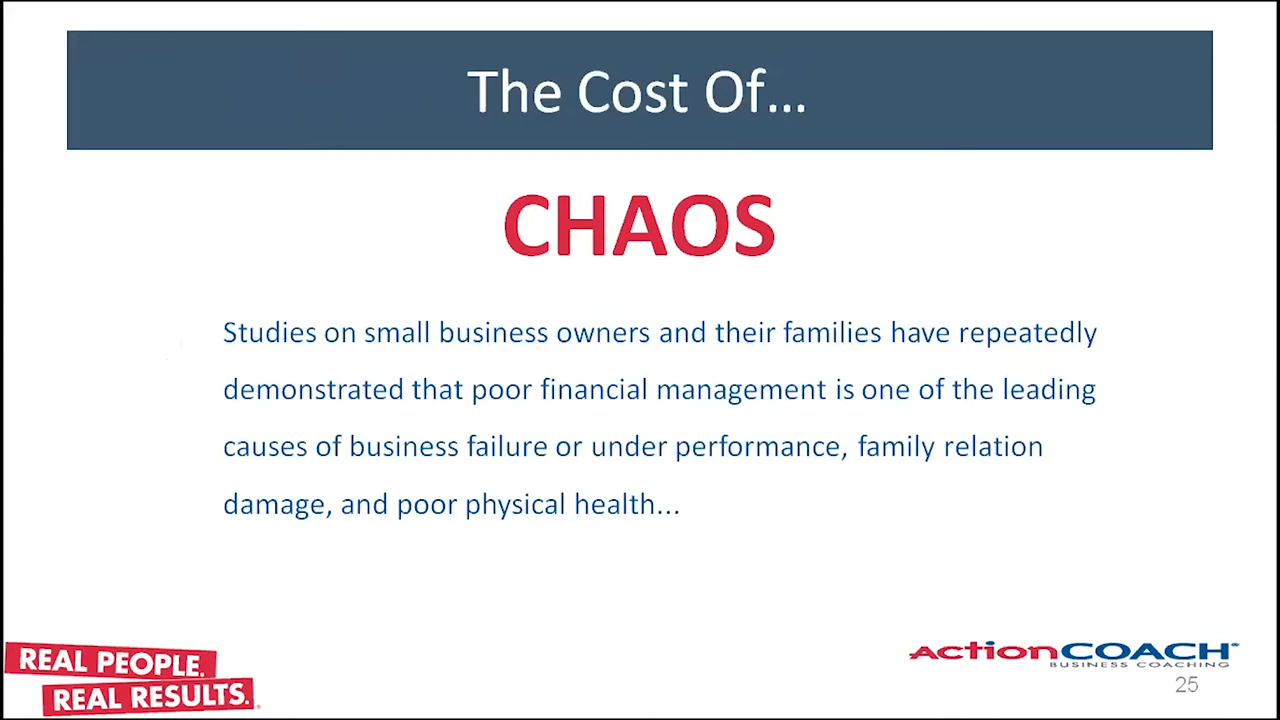 The Cost Of...
CHAOS
Studies on small business owners and their families have repeatedly
demonstrated that poor financial management is one of the leading
causes of business failure or under performance, family relation
damage, and poor physical health...
REAL PEOPLE.
REAL RESULTS.
ActionCOACH
BUSINESS COACHING
25